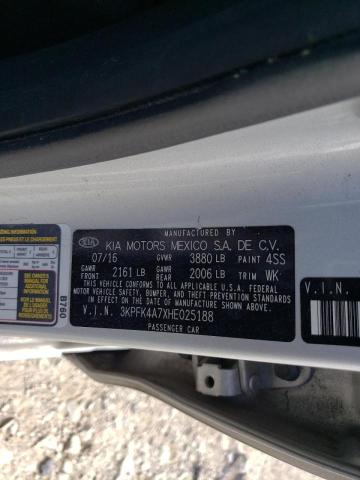 MANUFACTURED BY
KIA KIA MOTORS MEXICO S.A. DE C.V.
07/16 GVWR 3880 LB PAINT 4SS
GAWR FRONT 2161 LB GAWR REAR 2006 LB TRIM WK
THIS VEHICLE CONFORMS TO ALL APPLICABLE U.S.A. FEDERAL
MOTOR VEHICLE SAFETY, BUMPER, AND THEFT PREVENTION
STANDARDS IN EFFECT ON THE DATE OF MANUFACTURE SHOWN ABOVE.
V.I.N. 3KPFK4A7XHE025188
PASSENGER CAR
B760
V.I.N.